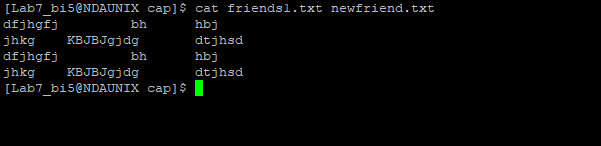 [Lab7_bi5@NDAUNIX cap]$ cat friends1.txt newfriend.txt
dfjhgfj          bh      hbj
jhkg    KBJBJgjdg       dtjhsd
dfjhgfj          bh      hbj
jhkg    KBJBJgjdg       dtjhsd
[Lab7_bi5@NDAUNIX cap]$